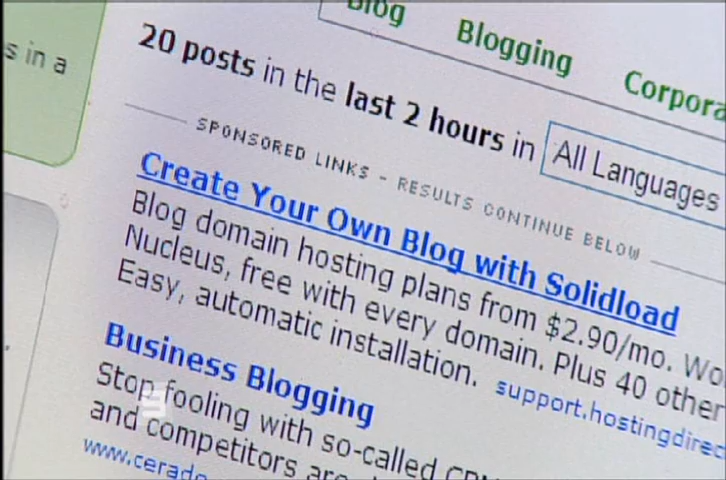 s in a
Blog Blogging Corpora
20 posts in the last 2 hours in All Languages
SPONSORED LINKS - RESULTS CONTINUE BELOW
Create Your Own Blog with Solidload
Blog domain hosting plans from $2.90/mo. Wo
Nucleus, free with every domain. Plus 40 other
Easy, automatic installation. support.hostingdirec
Business Blogging
Stop fooling with so-called
and competitors are
www.cerado